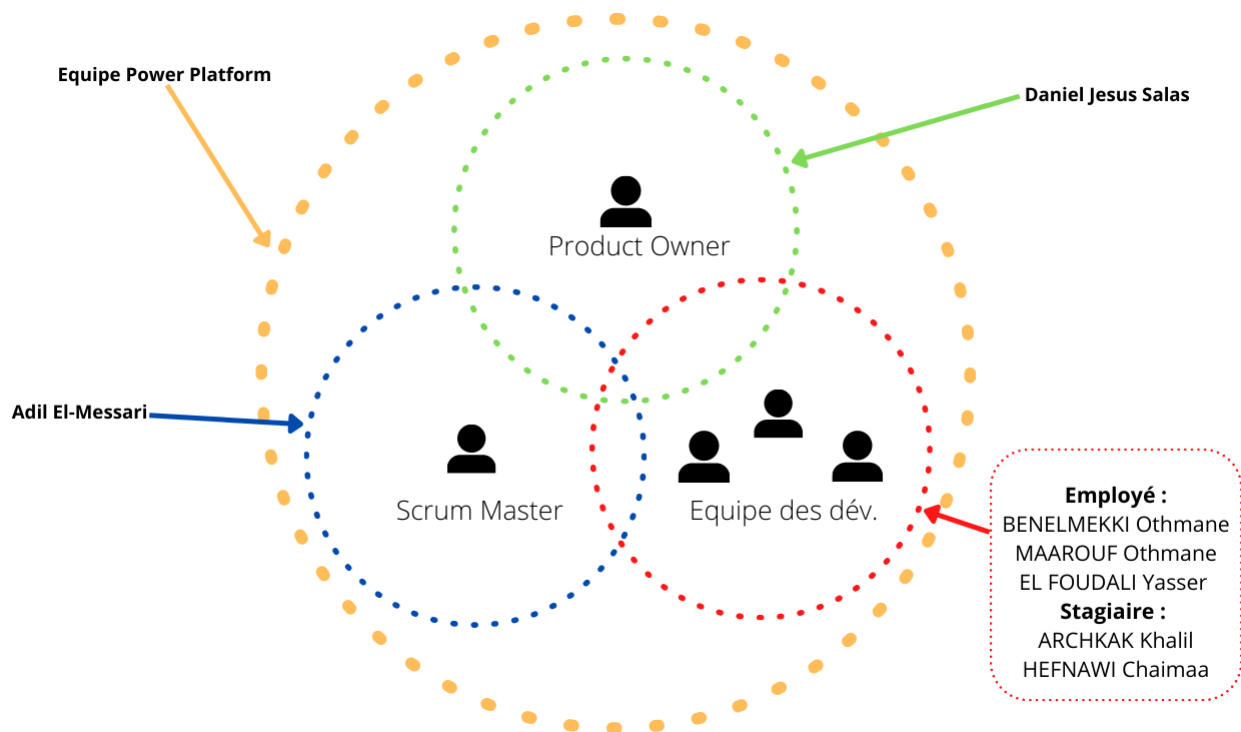 Equipe Power Platform
Daniel Jesus Salas
Product Owner
Adil El-Messari
Scrum Master
Equipe des dév.
Employé :
BENELMEKKI Othmane
MAAROUF Othmane
EL FOUDALI Yasser
Stagiaire :
ARCHKAK Khalil
HEFNAWI Chaimaa